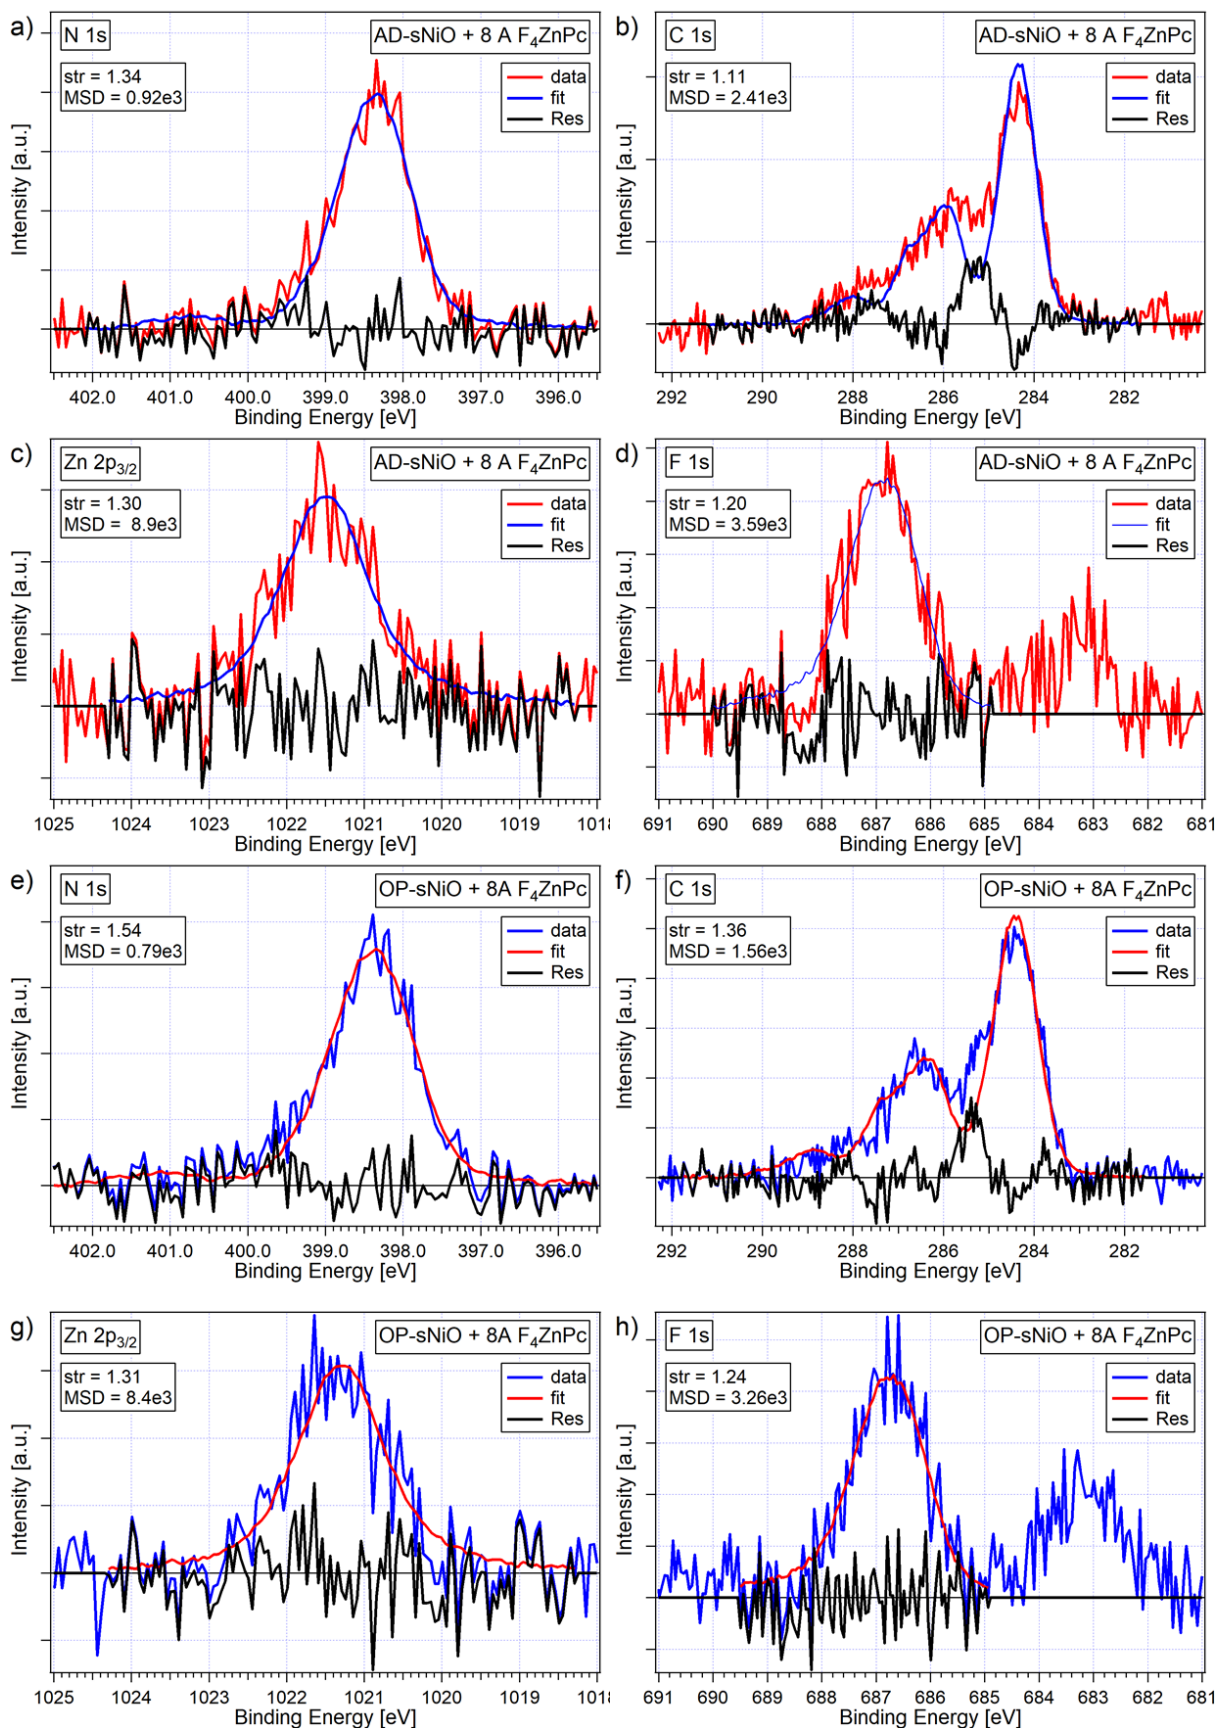 a)
N 1s
AD-sNiO + 8 A F₄ZnPc
str = 1.34
MSD = 0.92e3
data
fit
Res
Intensity [a.u.]
402.0 401.0 400.0 399.0 398.0 397.0 396.0
Binding Energy [eV]
b)
C 1s
AD-sNiO + 8 A F₄ZnPc
str = 1.11
MSD = 2.41e3
data
fit
Res
Intensity [a.u.]
292 290 288 286 284 282
Binding Energy [eV]
c)
Zn 2p₃/₂
AD-sNiO + 8 A F₄ZnPc
str = 1.30
MSD = 8.9e3
data
fit
Res
Intensity [a.u.]
1025 1024 1023 1022 1021 1020 1019 1018
Binding Energy [eV]
d)
F 1s
AD-sNiO + 8 A F₄ZnPc
str = 1.20
MSD = 3.59e3
data
fit
Res
Intensity [a.u.]
691 690 689 688 687 686 685 684 683 682 681
Binding Energy [eV]
e)
N 1s
OP-sNiO + 8A F₄ZnPc
str = 1.54
MSD = 0.79e3
data
fit
Res
Intensity [a.u.]
402.0 401.0 400.0 399.0 398.0 397.0 396.0
Binding Energy [eV]
f)
C 1s
OP-sNiO + 8A F₄ZnPc
str = 1.36
MSD = 1.56e3
data
fit
Res
Intensity [a.u.]
292 290 288 286 284 282
Binding Energy [eV]
g)
Zn 2p₃/₂
OP-sNiO + 8A F₄ZnPc
str = 1.31
MSD = 8.4e3
data
fit
Res
Intensity [a.u.]
1025 1024 1023 1022 1021 1020 1019 1018
Binding Energy [eV]
h)
F 1s
OP-sNiO + 8A F₄ZnPc
str = 1.24
MSD = 3.26e3
data
fit
Res
Intensity [a.u.]
691 690 689 688 687 686 685 684 683 682 681
Binding Energy [eV]